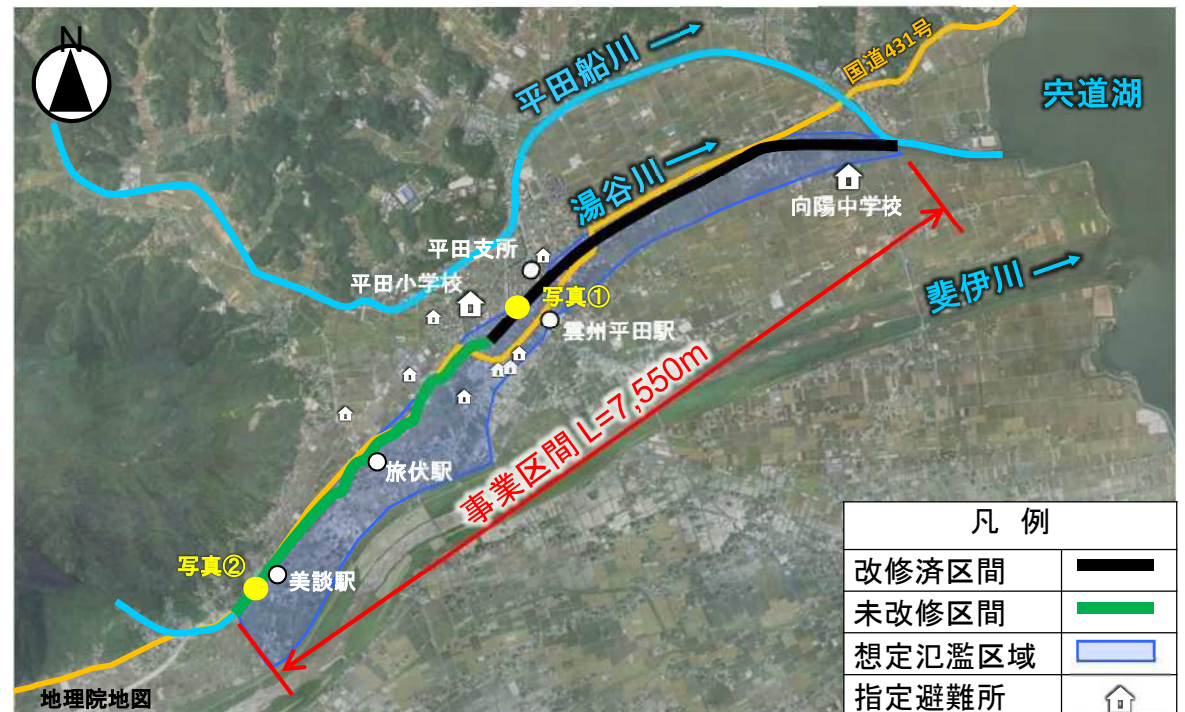 N
平田船川
国道431号
宍道湖
湯谷川
向陽中学校
平田支所
平田小学校
写真①
雲州平田駅
斐伊川
事業区間 L=7,550m
旅伏駅
写真②
美談駅
地理院地図
凡 例
改修済区間
未改修区間
想定氾濫区域
指定避難所